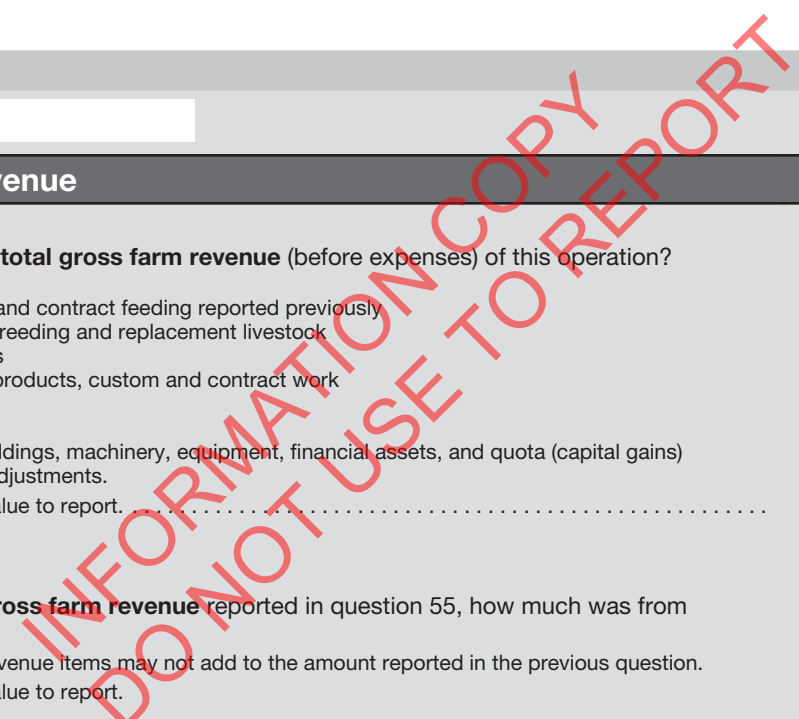 venue
total gross farm revenue (before expenses) of this operation?
and contract feeding reported previously
reeding and replacement livestock
s
products, custom and contract work
ldings, machinery, equipment, financial assets, and quota (capital gains)
djustments.
lue to report. . . . . . . . . . . . . . . . . . . . . . . . . . . . . . . . . . . . . . . . . . . . . . . . . . . . . . . .
ross farm revenue reported in question 55, how much was from
venue items may not add to the amount reported in the previous question.
lue to report.
INFORMATION COPY
DO NOT USE TO REPORT